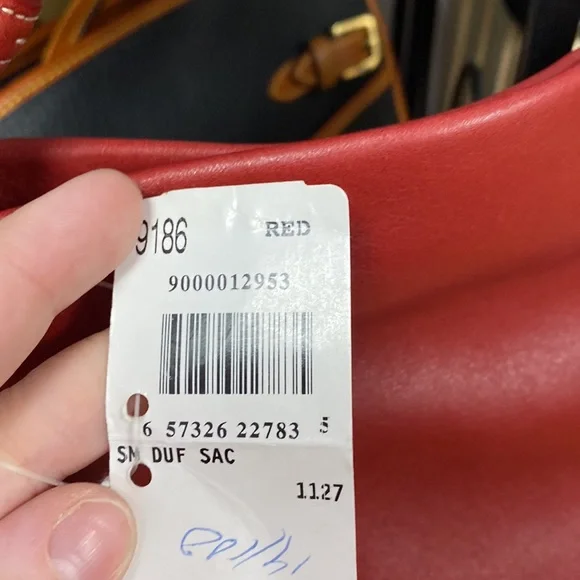 9186 RED
9000012953
6 57326 22783 5
SM DUF SAC
1127